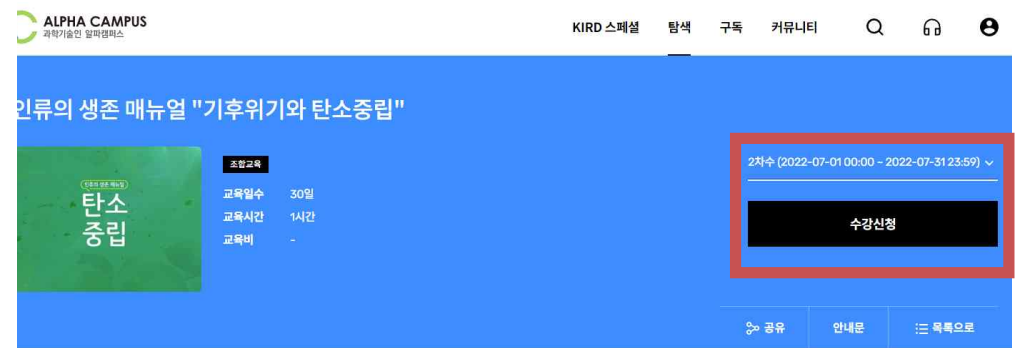 ALPHA CAMPUS
과학기술인 알파캠퍼스
KIRD 스페셜 탐색 구독 커뮤니티
인류의 생존 매뉴얼 "기후위기와 탄소중립"
조합교육
교육일수 30일
교육시간 1시간
교육비 -
인류의 생존 매뉴얼
탄소
중립
2차수 (2022-07-01 00:00 ~ 2022-07-31 23:59)
수강신청
공유 안내문 목록으로